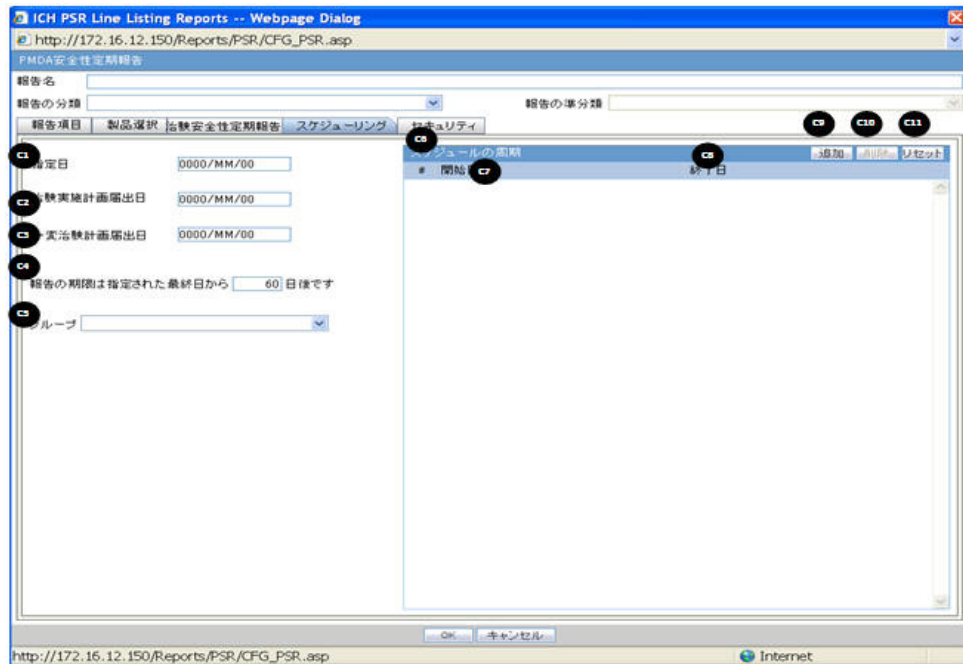 ICH PSR Line Listing Reports -- Webpage Dialog
http://172.16.12.150/Reports/PSR/CFG_PSR.asp
PMDA安全性定期報告
報告名
報告の分類 報告の準分類
報告項目 製品選択 治験安全性定期報告 スケジューリング セキュリティ
C9 C10 C11
C6
スケジュールの周期 C8 追加 削除 リセット
C1 指定日 0000/MM/00 # 開始 C7 終了日
C2 験実施計画届出日 0000/MM/00
C3 変治験計画届出日 0000/MM/00
C4
報告の期限は指定された最終日から 60 日後です
C5
グループ
OK キャンセル
http://172.16.12.150/Reports/PSR/CFG_PSR.asp Internet